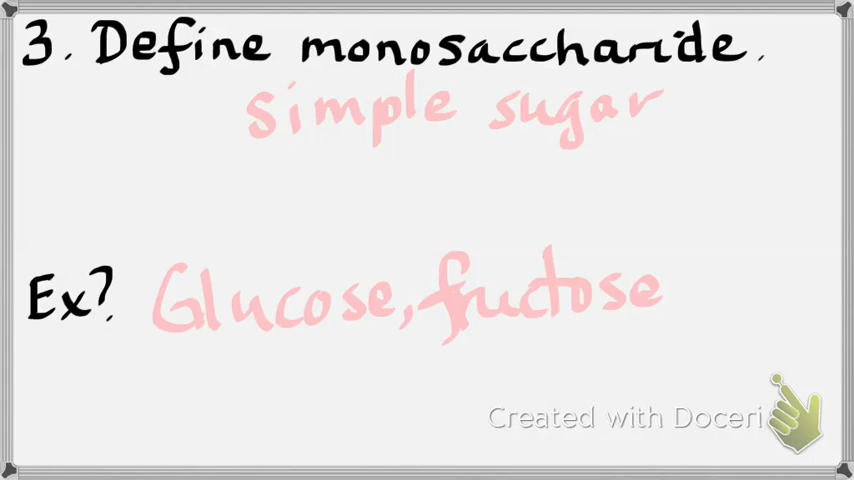 3. Define monosaccharide.
simple sugar
Ex? Glucose, fructose
Created with Doceri